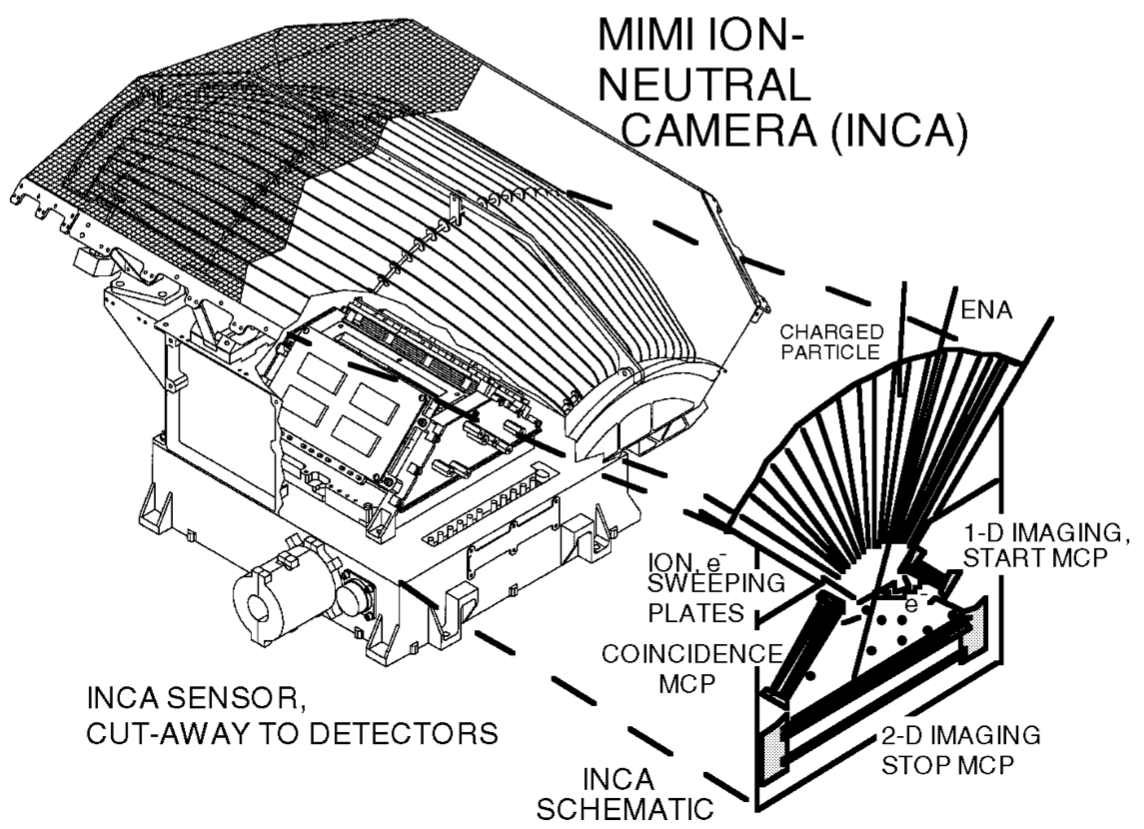 MIMI ION-
NEUTRAL
CAMERA (INCA)
ENA
CHARGED
PARTICLE
1-D IMAGING,
START MCP
ION, e⁻
SWEEPING
PLATES
e⁻
COINCIDENCE
MCP
INCA SENSOR,
CUT-AWAY TO DETECTORS
2-D IMAGING
STOP MCP
INCA
SCHEMATIC